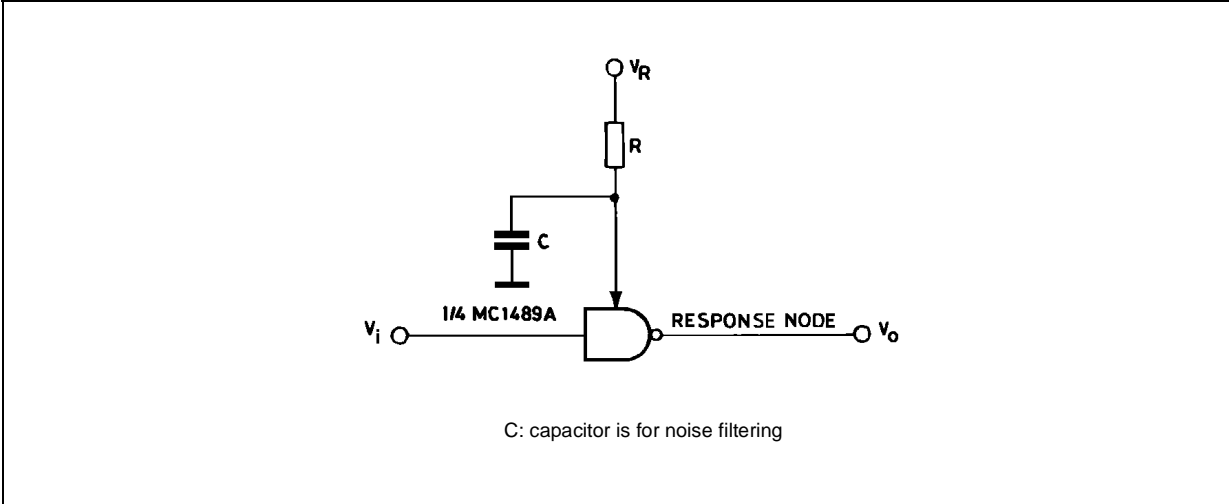 VR
R
C
1/4 MC1489A
Vi
RESPONSE NODE
Vo
C: capacitor is for noise filtering